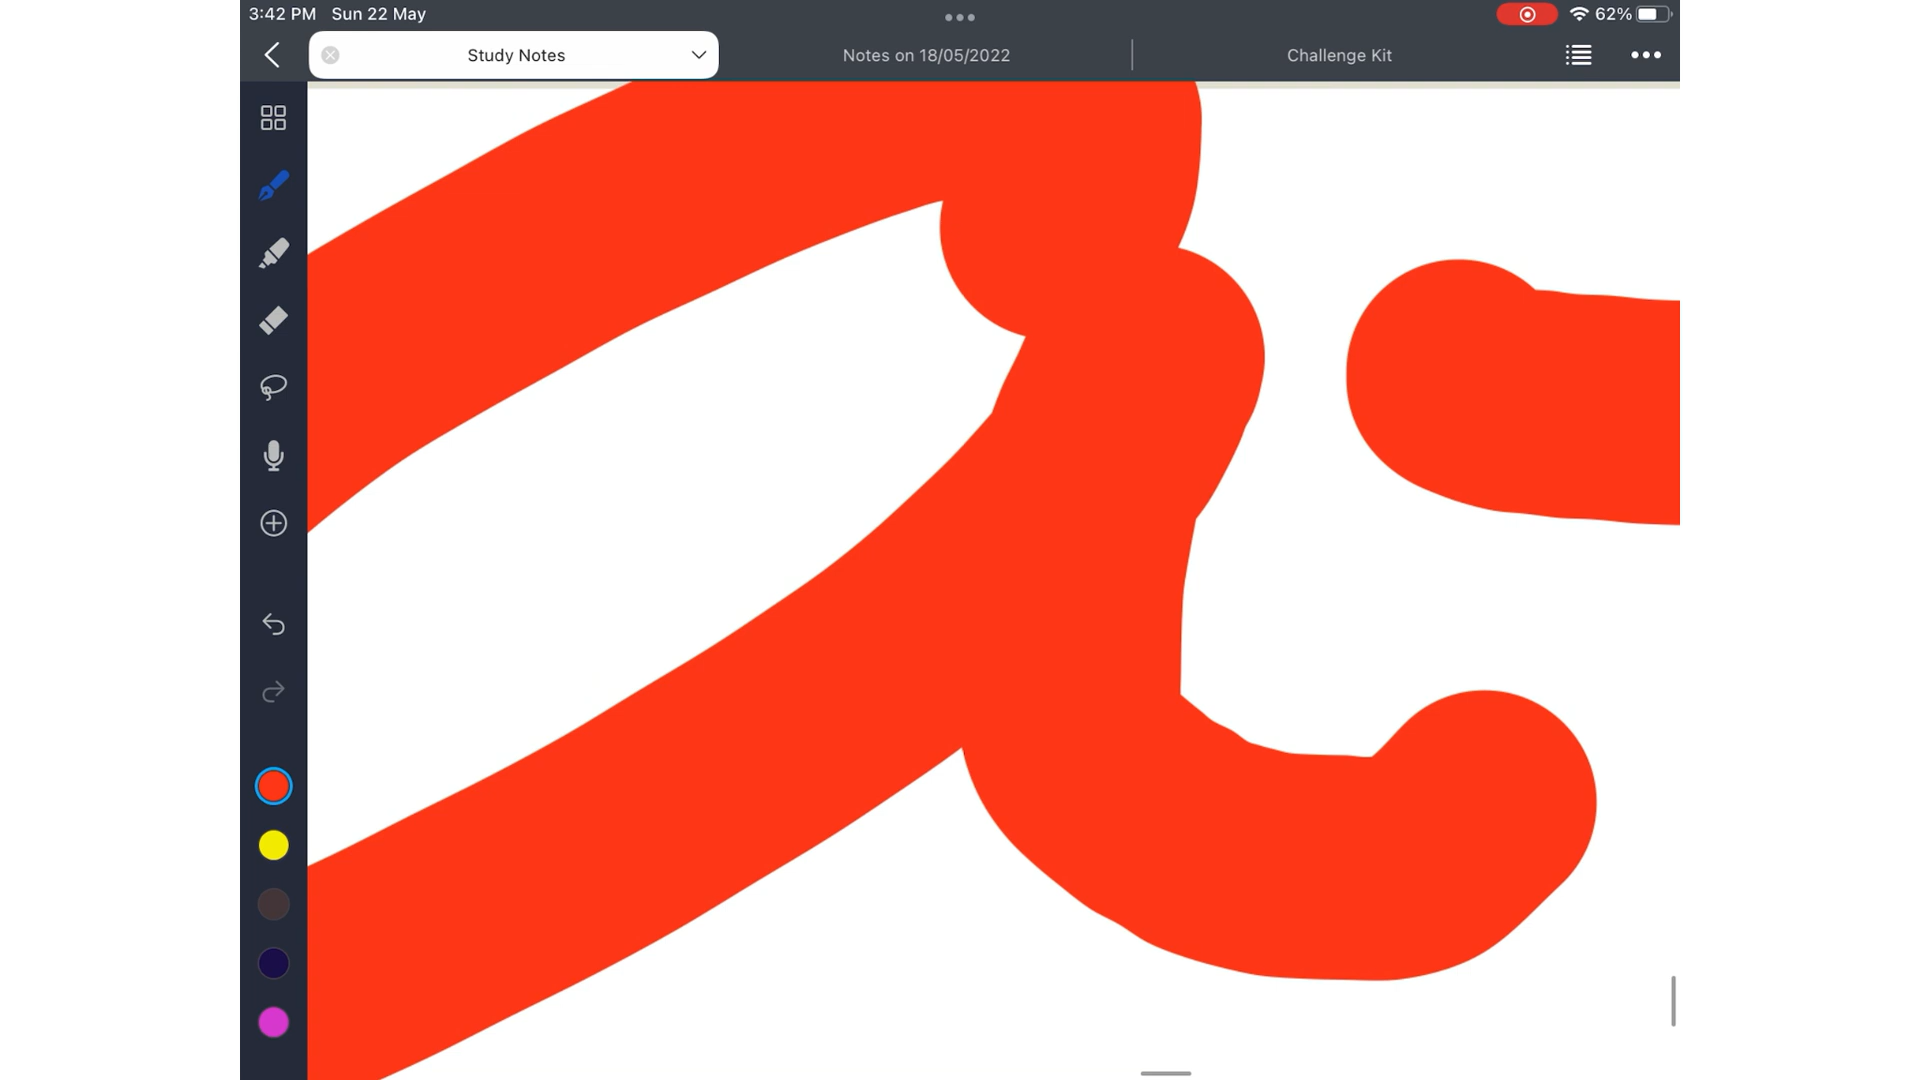 3:42 PM Sun 22 May
62%
Study Notes
Notes on 18/05/2022
Challenge Kit